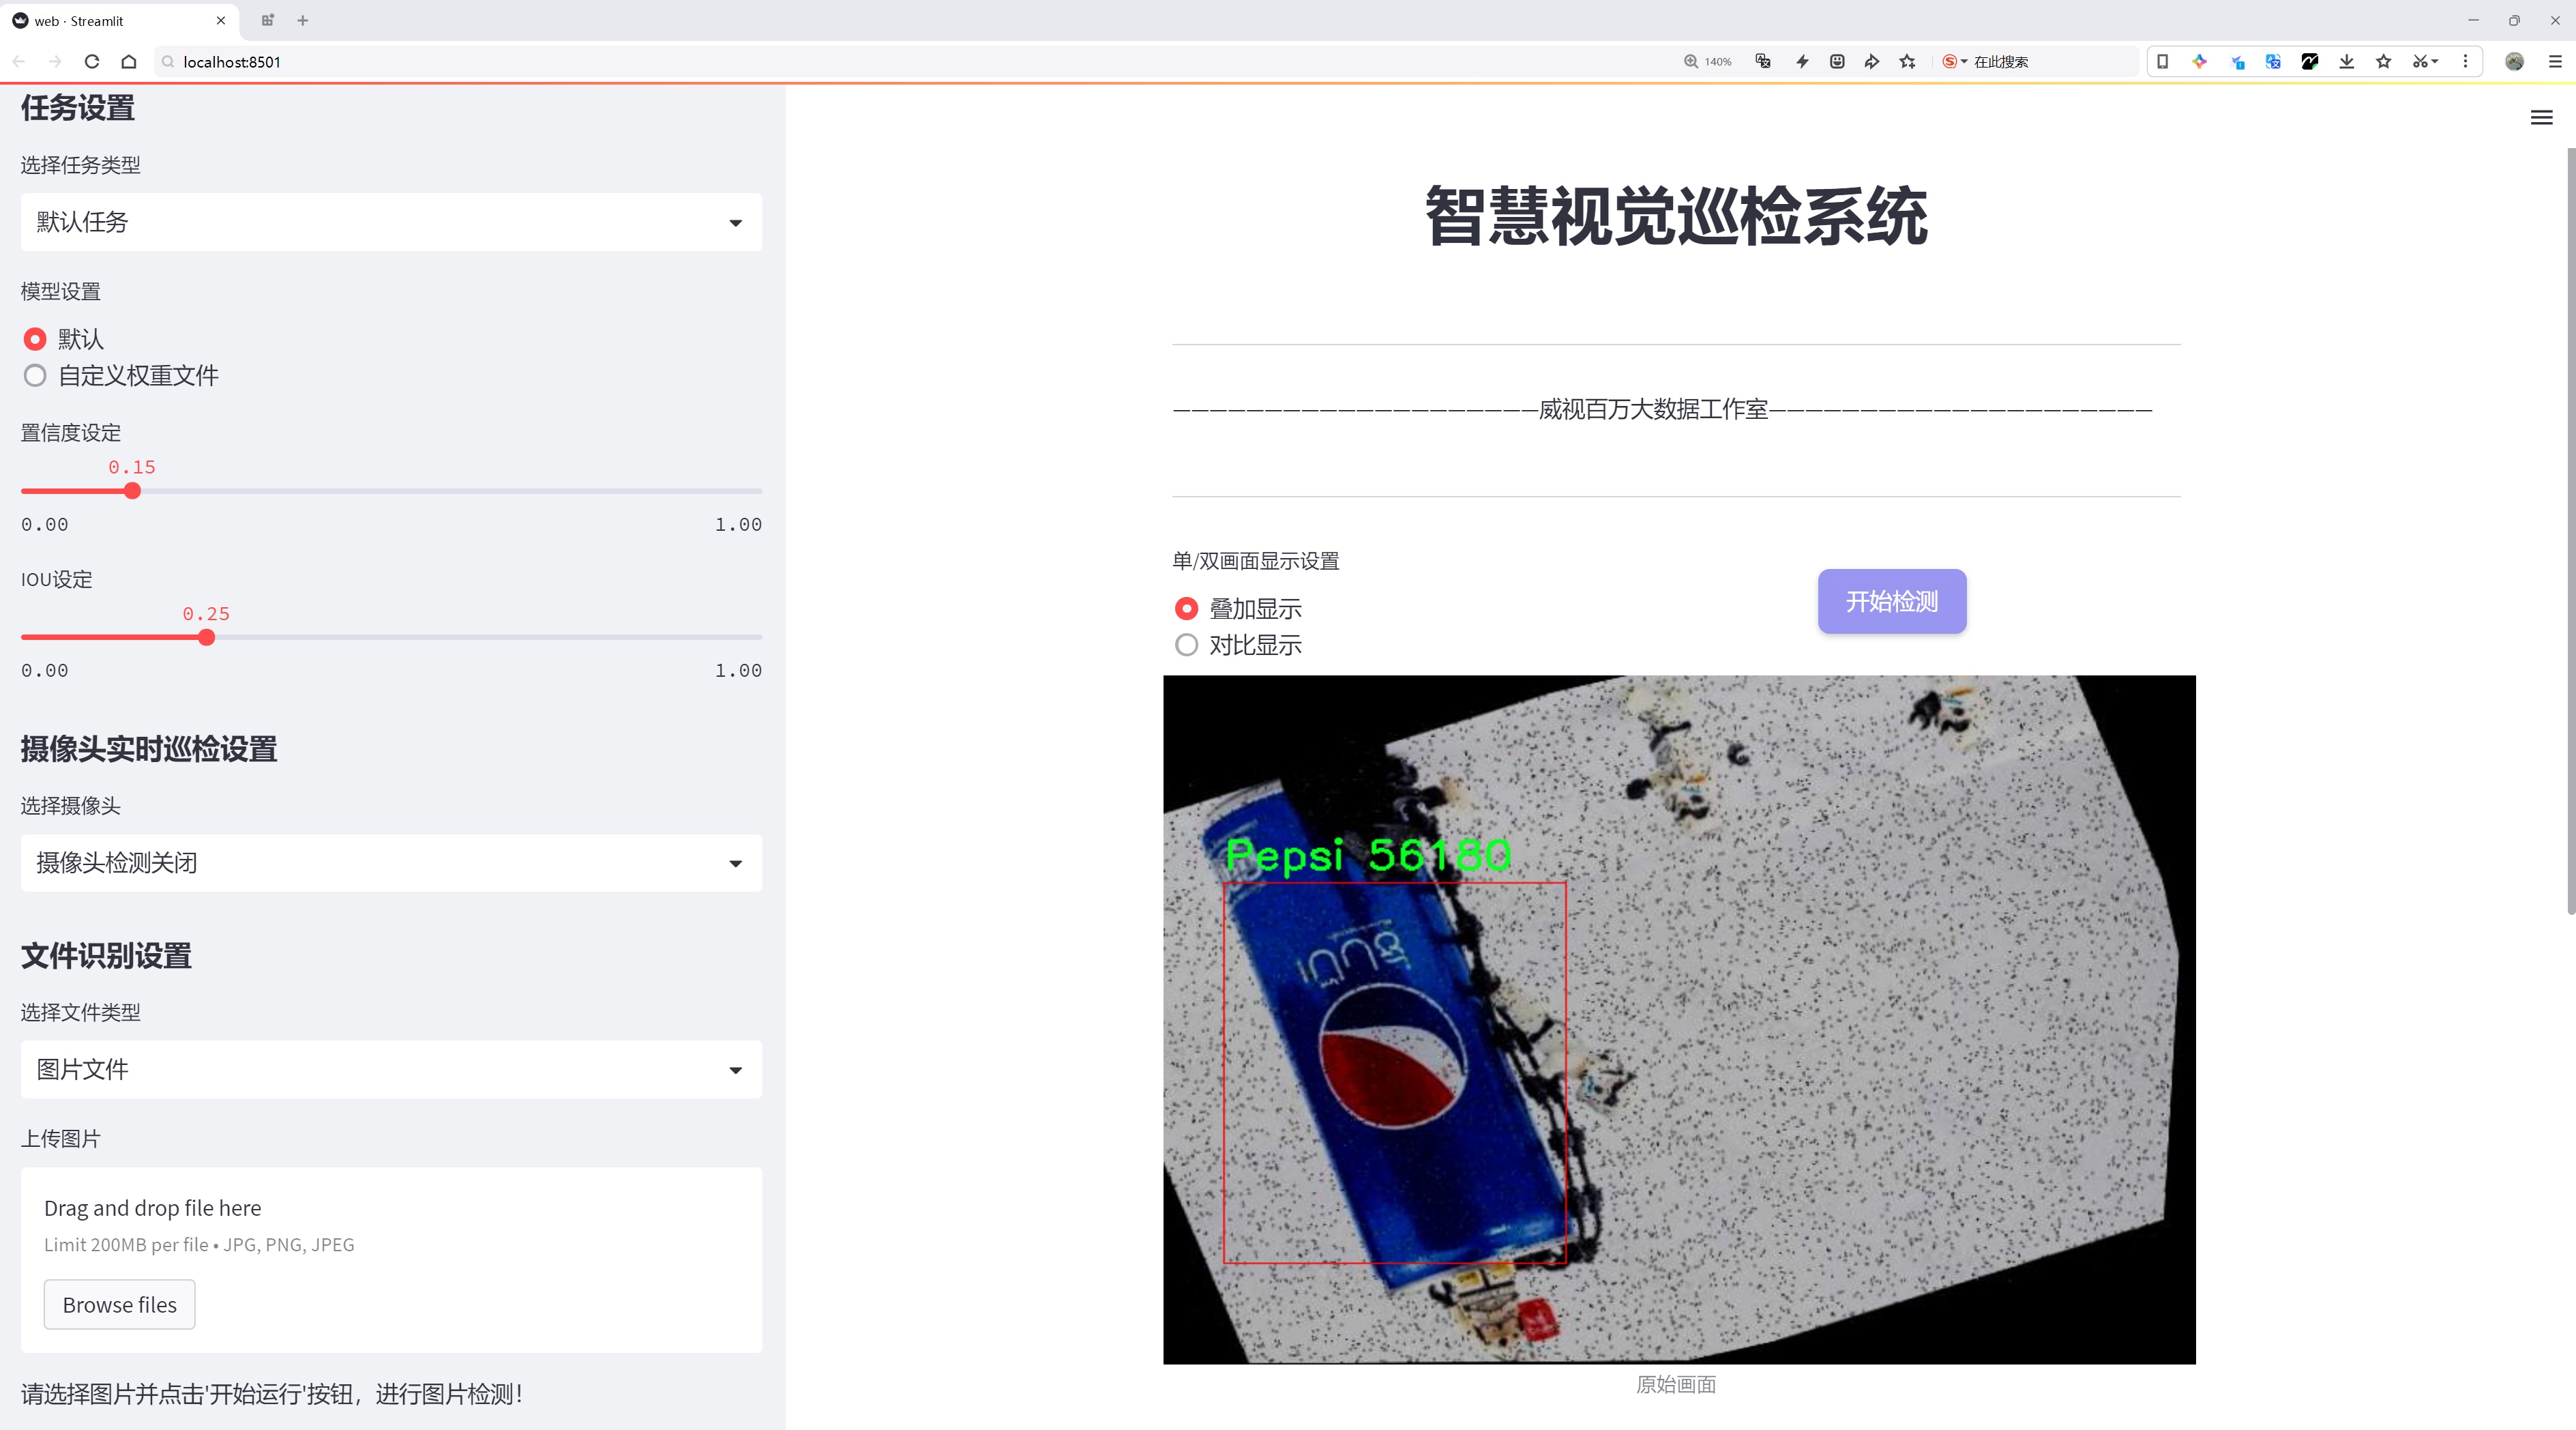 web · Streamlit
localhost:8501
140%
在此搜索
任务设置
选择任务类型
默认任务
模型设置
默认
自定义权重文件
置信度设定
0.15
0.00 1.00
IOU设定
0.25
0.00 1.00
摄像头实时巡检设置
选择摄像头
摄像头检测关闭
文件识别设置
选择文件类型
图片文件
上传图片
Drag and drop file here
Limit 200MB per file • JPG, PNG, JPEG
Browse files
请选择图片并点击'开始运行'按钮，进行图片检测！
智慧视觉巡检系统
————————————————————威视百万大数据工作室—————————————————————
单/双画面显示设置
叠加显示
对比显示
开始检测
Pepsi 56180
原始画面